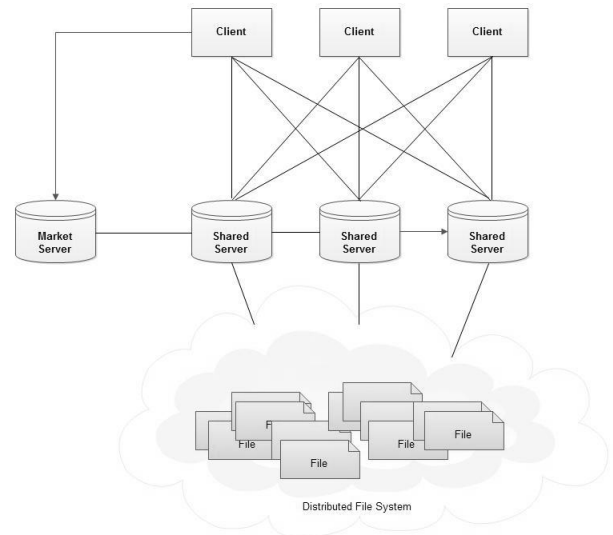 Client
Client
Client
Market
Server
Shared
Server
Shared
Server
Shared
Server
File
File
File
File
File
Distributed File System